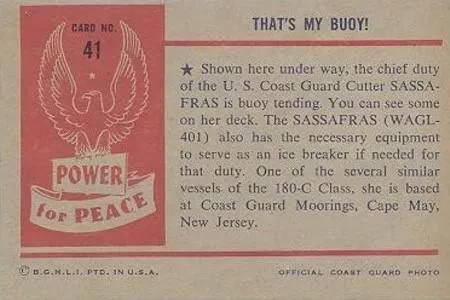 CARD NO.
41
POWER
for PEACE
THAT'S MY BUOY!
★ Shown here under way, the chief duty
of the U. S. Coast Guard Cutter SASSA-
FRAS is buoy tending. You can see some
on her deck. The SASSAFRAS (WAGL-
401) also has the necessary equipment
to serve as an ice breaker if needed for
that duty. One of the several similar
vessels of the 180-C Class, she is based
at Coast Guard Moorings, Cape May,
New Jersey.
© B.G.H.L.I. PTD. IN U.S.A.
OFFICIAL COAST GUARD PHOTO